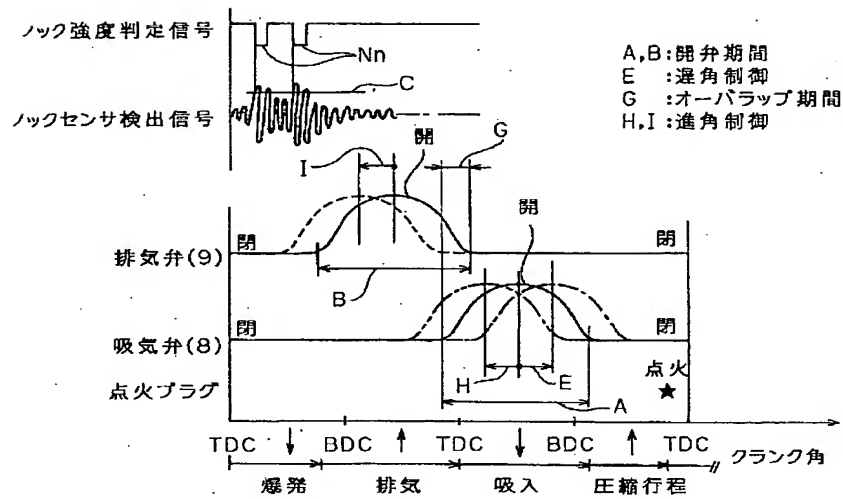 ノック強度判定信号
Nn
A,B:開弁期間
E :遅角制御
G :オーバラップ期間
H,I :進角制御
C
ノックセンサ検出信号
G
I
開
閉
閉
排気弁(9)
B
開
閉
閉
吸気弁(8)
点火
点火プラグ
H
E
★
A
TDC
BDC
TDC
BDC
TDC
クランク角
爆発
排気
吸入
圧縮行程